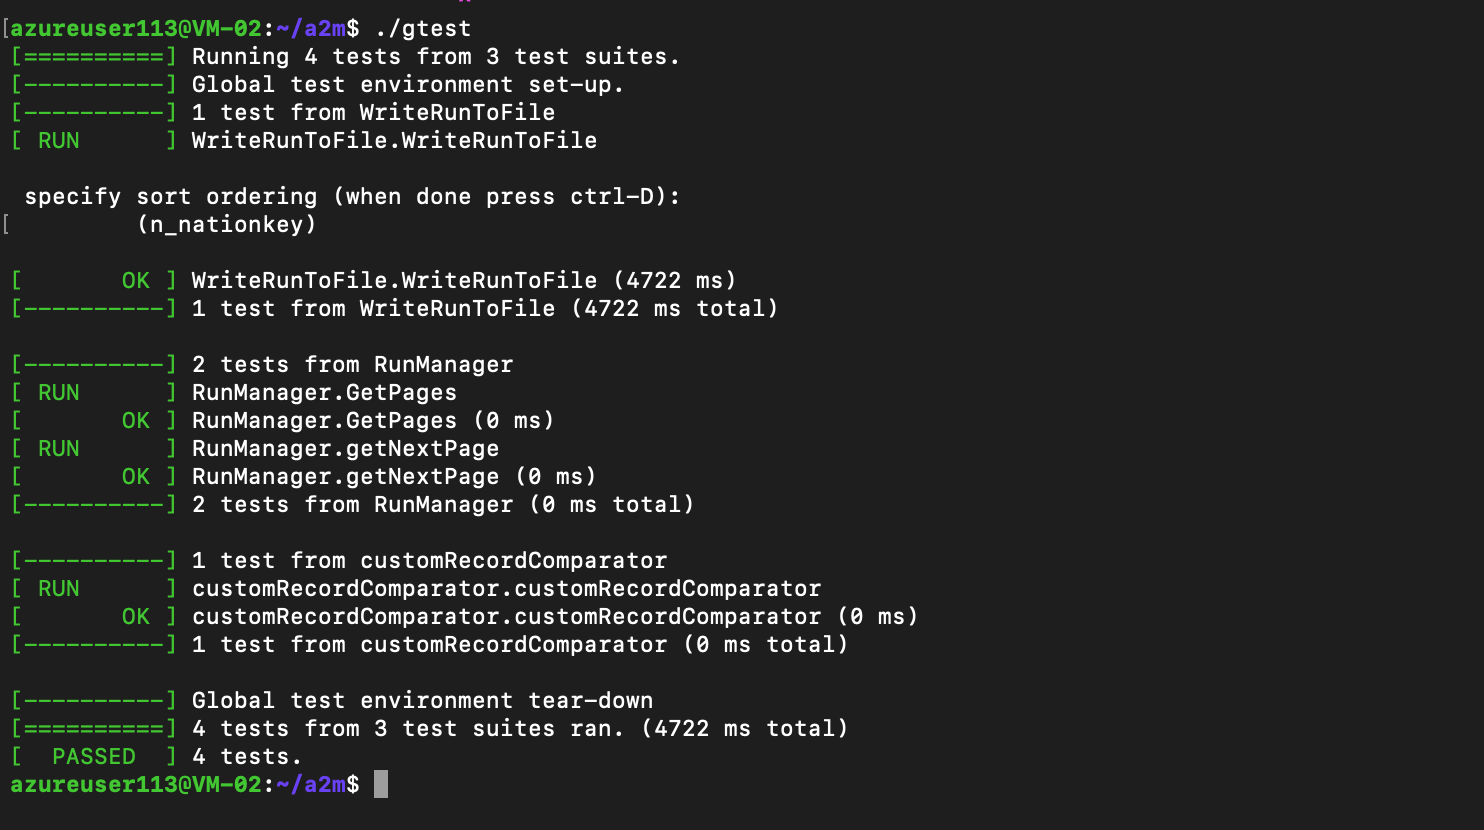 [azureuser113@VM-02:~/a2m$ ./gtest
[==========] Running 4 tests from 3 test suites.
[----------] Global test environment set-up.
[----------] 1 test from WriteRunToFile
[ RUN      ] WriteRunToFile.WriteRunToFile
 specify sort ordering (when done press ctrl-D):
[         (n_nationkey)
[       OK ] WriteRunToFile.WriteRunToFile (4722 ms)
[----------] 1 test from WriteRunToFile (4722 ms total)
[----------] 2 tests from RunManager
[ RUN      ] RunManager.GetPages
[       OK ] RunManager.GetPages (0 ms)
[ RUN      ] RunManager.getNextPage
[       OK ] RunManager.getNextPage (0 ms)
[----------] 2 tests from RunManager (0 ms total)
[----------] 1 test from customRecordComparator
[ RUN      ] customRecordComparator.customRecordComparator
[       OK ] customRecordComparator.customRecordComparator (0 ms)
[----------] 1 test from customRecordComparator (0 ms total)
[----------] Global test environment tear-down
[==========] 4 tests from 3 test suites ran. (4722 ms total)
[  PASSED  ] 4 tests.
azureuser113@VM-02:~/a2m$